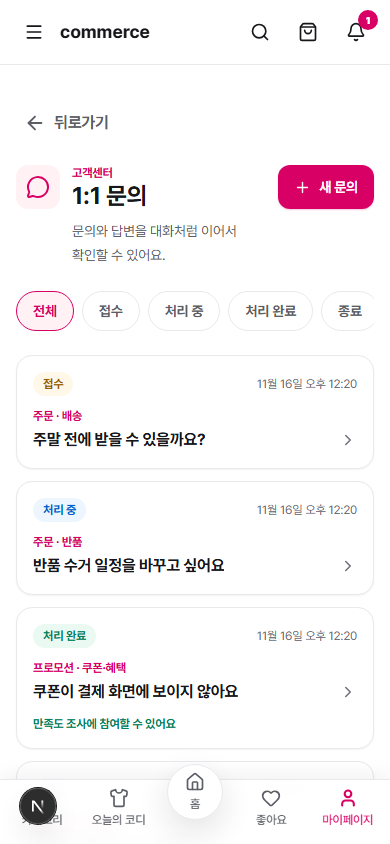 commerce
1
뒤로가기
고객센터
1:1 문의
새 문의
문의와 답변을 대화처럼 이어서
확인할 수 있어요.
전체
접수
처리 중
처리 완료
종료
접수
11월 16일 오후 12:20
주문 · 배송
주말 전에 받을 수 있을까요?
처리 중
11월 16일 오후 12:20
주문 · 반품
반품 수거 일정을 바꾸고 싶어요
처리 완료
11월 16일 오후 12:20
프로모션 · 쿠폰·혜택
쿠폰이 결제 화면에 보이지 않아요
만족도 조사에 참여할 수 있어요
N
오늘의 코디
홈
좋아요
마이페이지